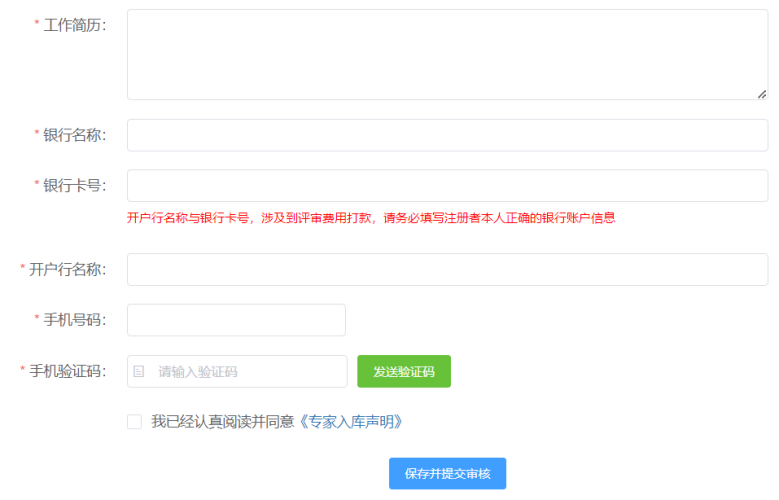 * 工作简历：
* 银行名称：
* 银行卡号：
开户行名称与银行卡号，涉及到评审费用打款，请务必填写注册者本人正确的银行账户信息
* 开户行名称：
* 手机号码：
* 手机验证码： 请输入验证码 发送验证码
我已经认真阅读并同意《专家入库声明》
保存并提交审核